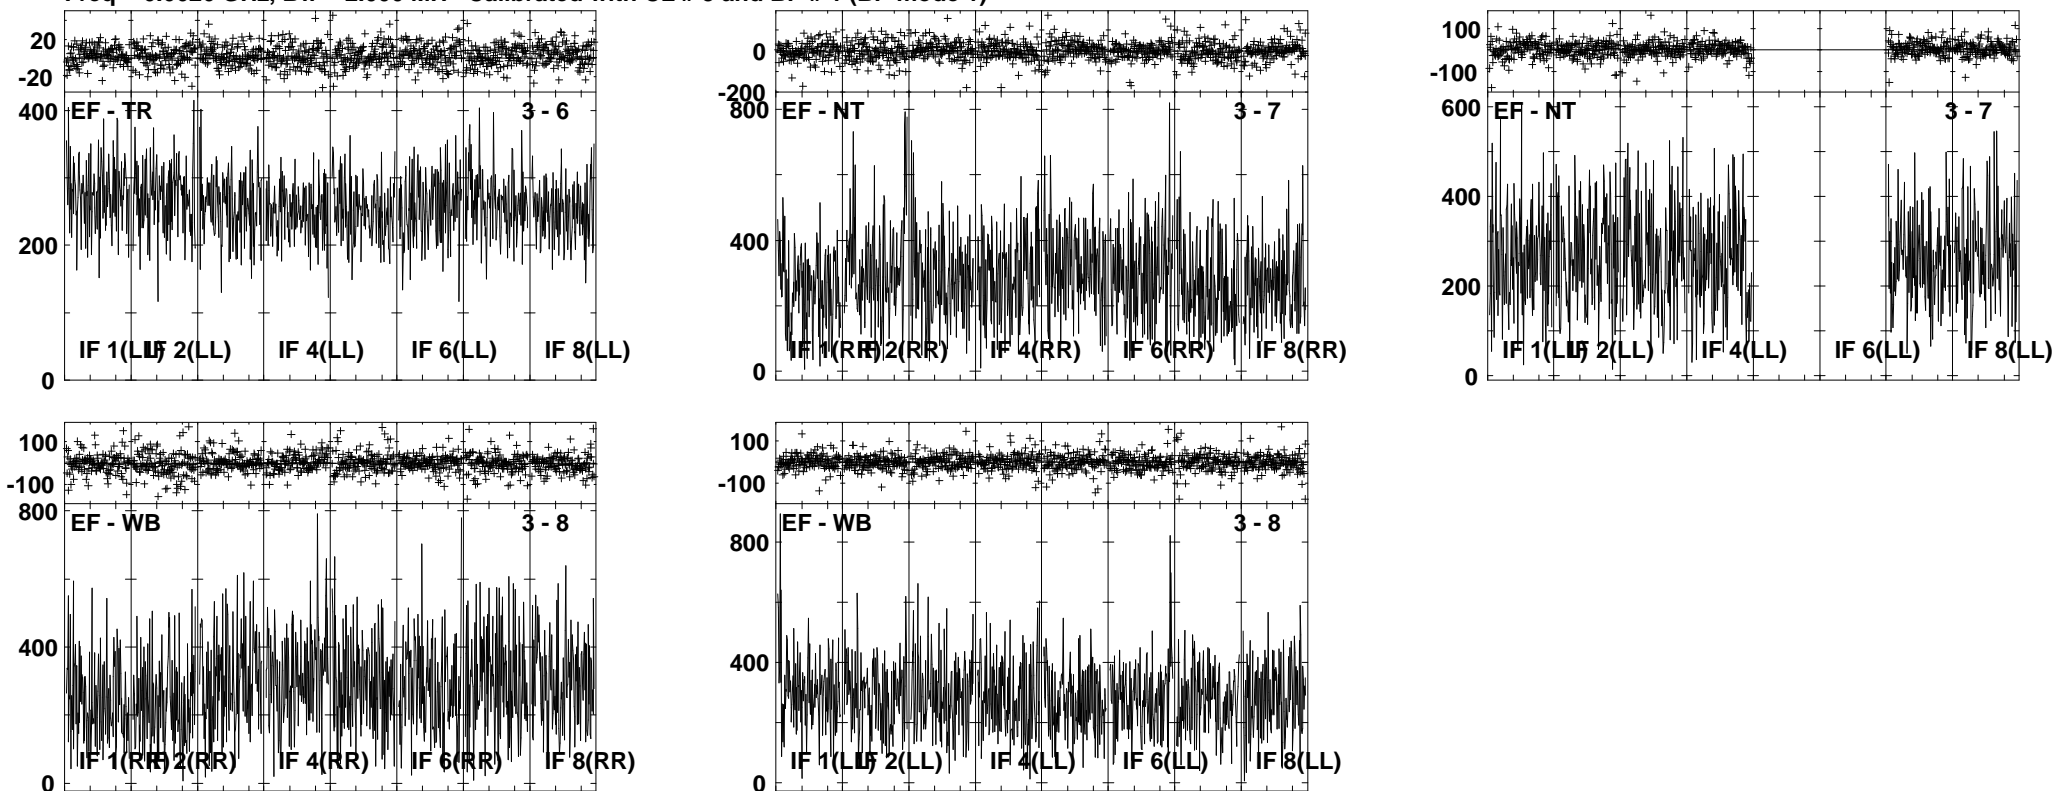 20
-20
400
EF - TR 3 - 6
200
IF 1(LL) IF 2(LL) IF 4(LL) IF 6(LL) IF 8(LL)
0
0
-200
800
EF - NT 3 - 7
400
IF 1(RR) IF 2(RR) IF 4(RR) IF 6(RR) IF 8(RR)
0
100
-100
600
EF - NT 3 - 7
400
200
IF 1(LL) IF 2(LL) IF 4(LL) IF 6(LL) IF 8(LL)
0
100
-100
800
EF - WB 3 - 8
400
IF 1(RR) IF 2(RR) IF 4(RR) IF 6(RR) IF 8(RR)
0
100
-100
EF - WB 3 - 8
800
400
IF 1(LL) IF 2(LL) IF 4(LL) IF 6(LL) IF 8(LL)
0